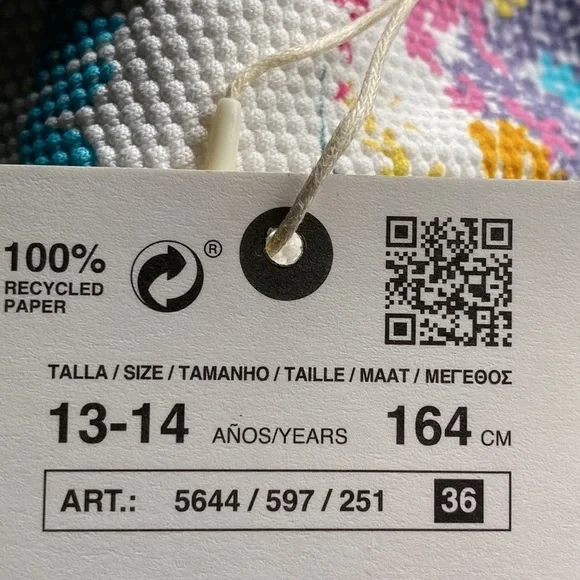 100%
RECYCLED
PAPER
®
TALLA / SIZE / TAMANHO / TAILLE / MAAT / ΜΕΓΕΘΟΣ
13-14 AÑOS/YEARS 164 CM
ART.: 5644 / 597 / 251 36